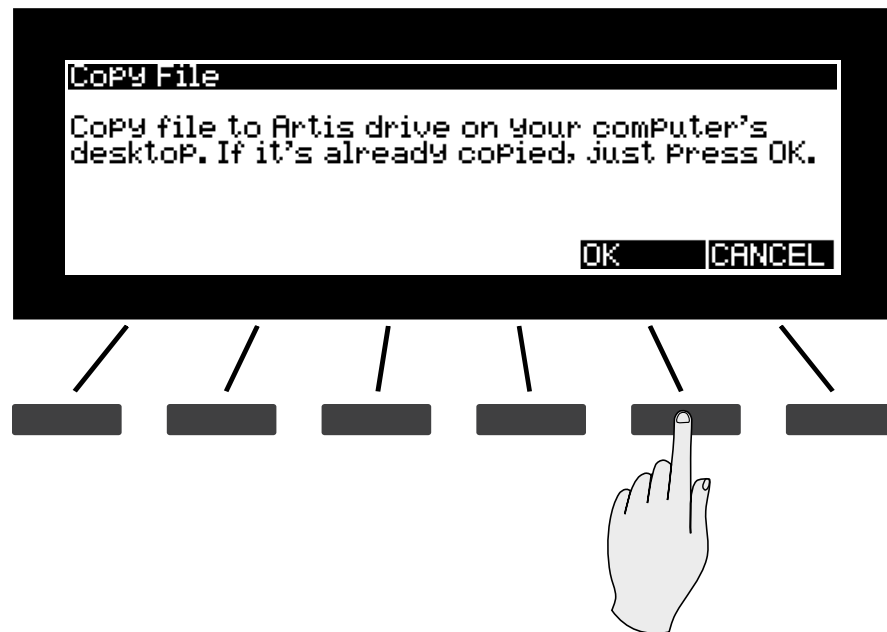 Copy File
Copy file to Artis drive on your computer's
desktop. If it's already copied, just press OK.
OK CANCEL